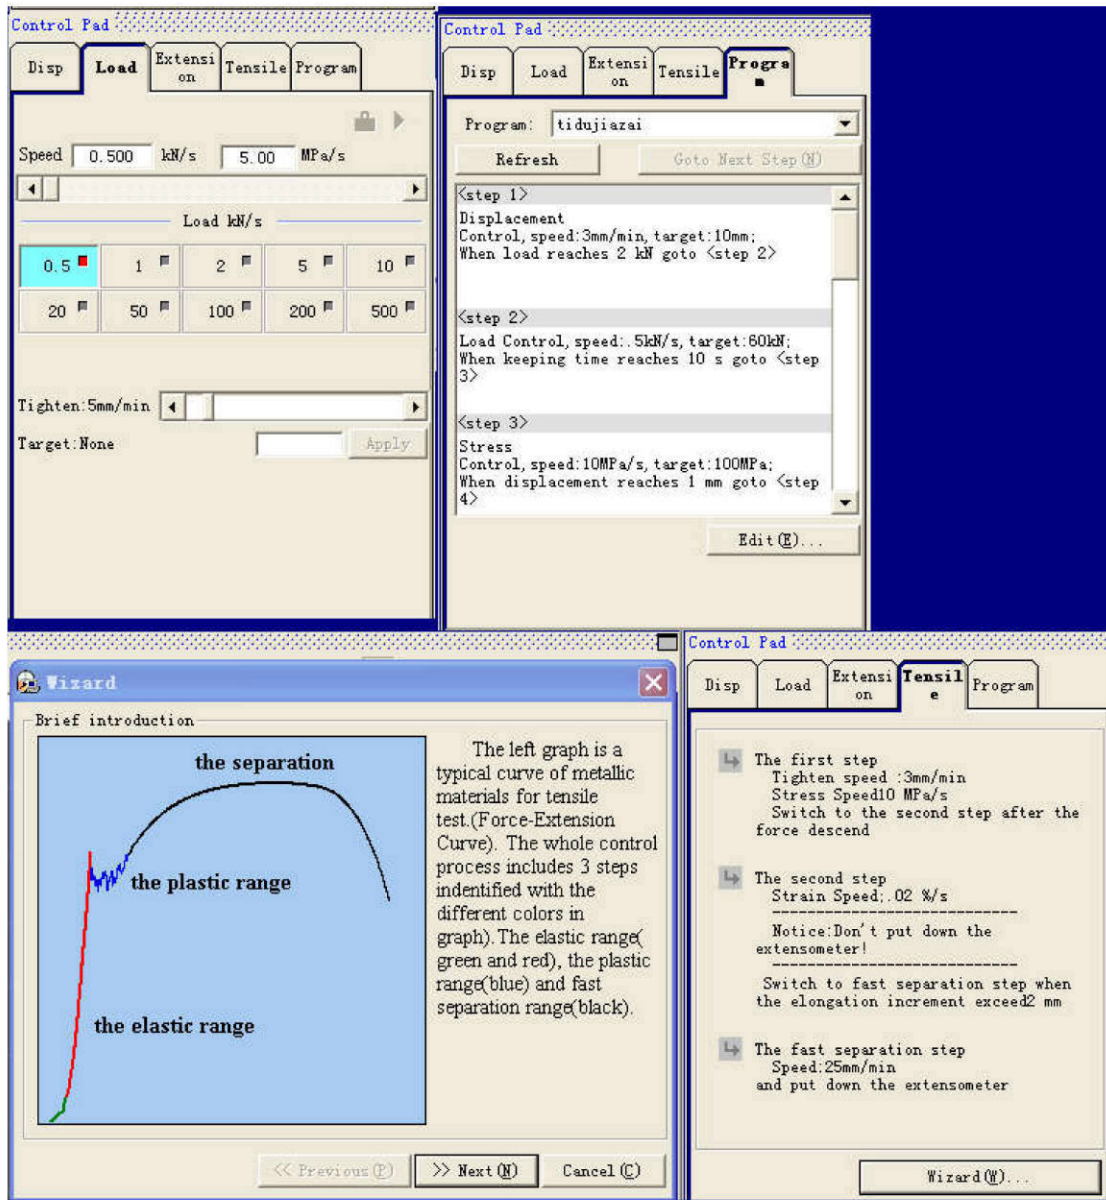 Control Pad
Disp
Load
Extensi
on
Tensile
Program
Speed 0.500 kN/s 5.00 MPa/s
Load kN/s
0.5 1 2 5 10
20 50 100 200 500
Tighten:5mm/min
Target:None Apply
Control Pad
Disp
Load
Extensi
on
Tensile
Progra
m
Program: tidujiazai
Refresh Goto Next Step(N)
<step 1>
Displacement
Control, speed:3mm/min, target:10mm;
When load reaches 2 kN goto <step 2>
<step 2>
Load Control, speed:.5kN/s, target:60kN;
When keeping time reaches 10 s goto <step
3>
<step 3>
Stress
Control, speed:10MPa/s, target:100MPa;
When displacement reaches 1 mm goto <step
4>
Edit(E)...
Wizard
Brief introduction
the separation
the plastic range
the elastic range
The left graph is a
typical curve of metallic
materials for tensile
test.(Force-Extension
Curve). The whole control
process includes 3 steps
indentified with the
different colors in
graph).The elastic range(
green and red), the plastic
range(blue) and fast
separation range(black).
<< Previous(P) >> Next(N) Cancel(C)
Control Pad
Disp
Load
Extensi
on
Tensil
e
Program
The first step
Tighten speed :3mm/min
Stress Speed10 MPa/s
Switch to the second step after the
force descend
The second step
Strain Speed:.02 %/s
------------------------------
Notice:Don't put down the
extensometer!
------------------------------
Switch to fast separation step when
the elongation increment exceed2 mm
The fast separation step
Speed:25mm/min
and put down the extensometer
Wizard(W)...